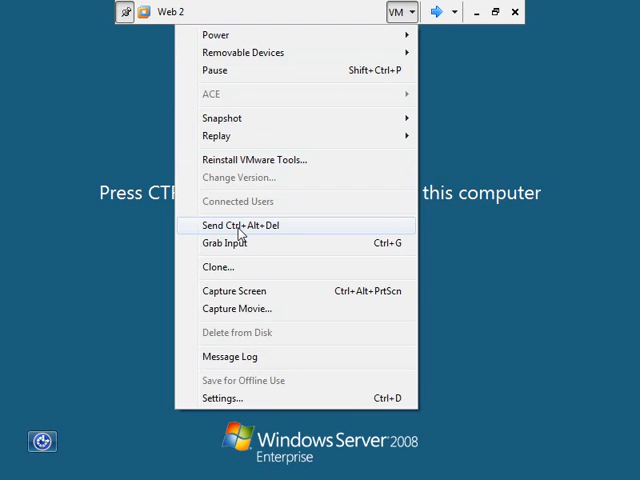 Web 2
VM
Power
Removable Devices
Pause Shift+Ctrl+P
ACE
Snapshot
Replay
Reinstall VMware Tools...
Change Version...
Press CT this computer
Connected Users
Send Ctrl+Alt+Del
Grab Input Ctrl+G
Clone...
Capture Screen Ctrl+Alt+PrtScn
Capture Movie...
Delete from Disk
Message Log
Save for Offline Use
Settings... Ctrl+D
Windows Server 2008
Enterprise